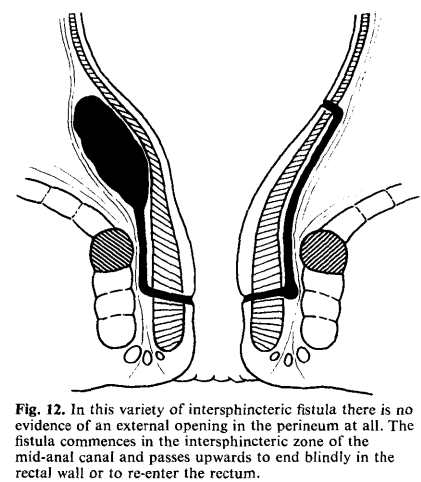 Fig. 12. In this variety of intersphincteric fistula there is no
evidence of an external opening in the perineum at all. The
fistula commences in the intersphincteric zone of the
mid-anal canal and passes upwards to end blindly in the
rectal wall or to re-enter the rectum.